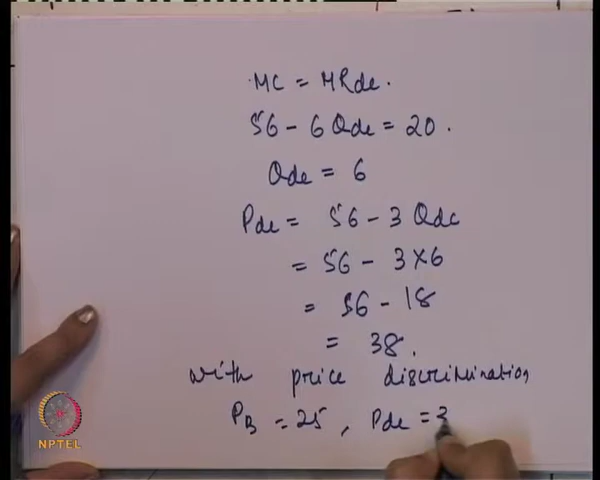 MC = MRde.
56 - 6 Qde = 20.
Qde = 6
Pde = 56 - 3 Qde
= 56 - 3×6
= 56 - 18
= 38.
with price discrimination
PB = 25, Pde = 3
NPTEL